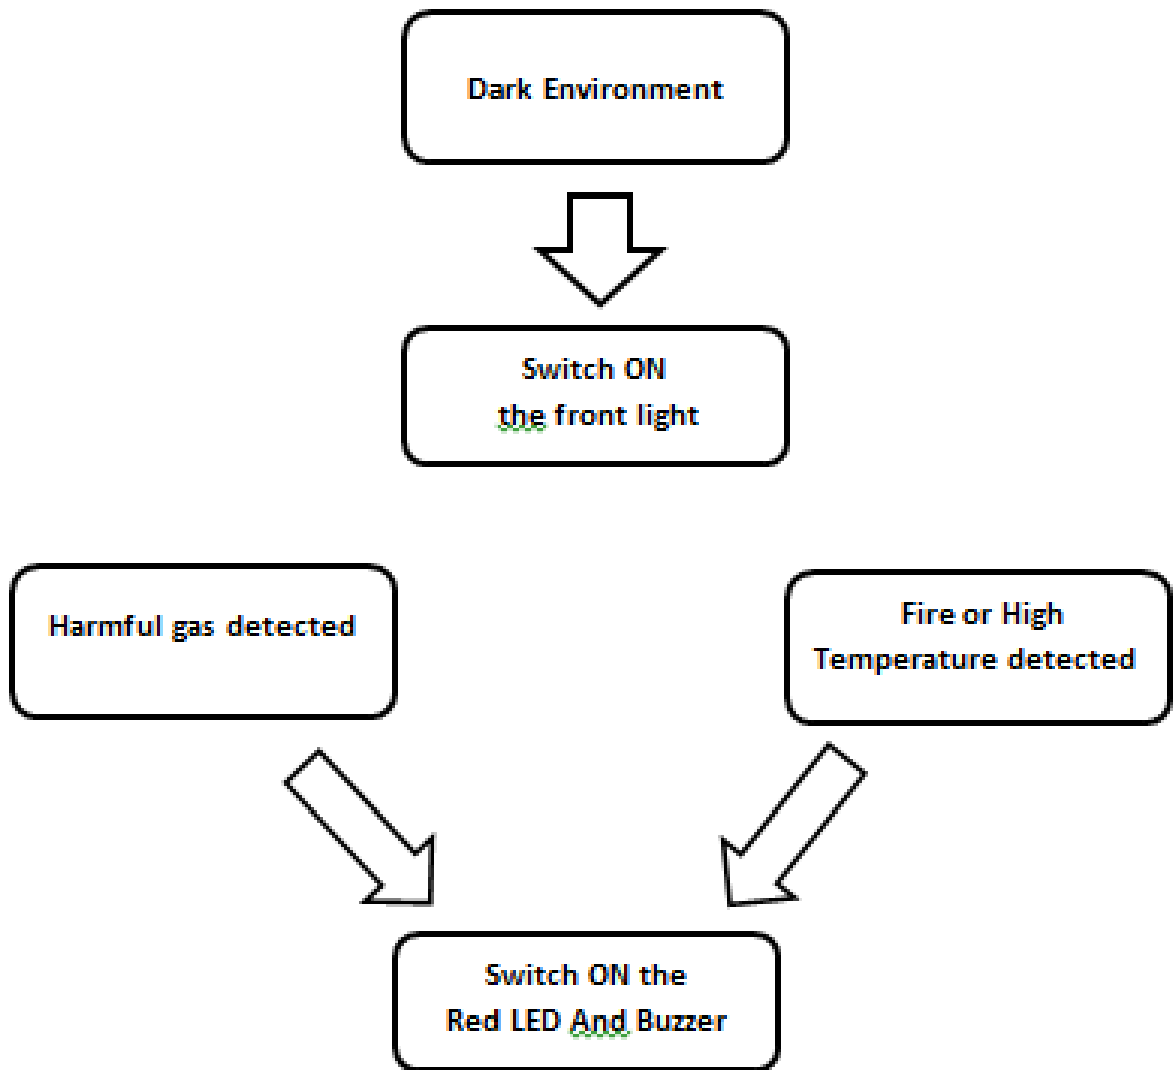 Dark Environment
Switch ON
the front light
Harmful gas detected
Fire or High
Temperature detected
Switch ON the
Red LED And Buzzer